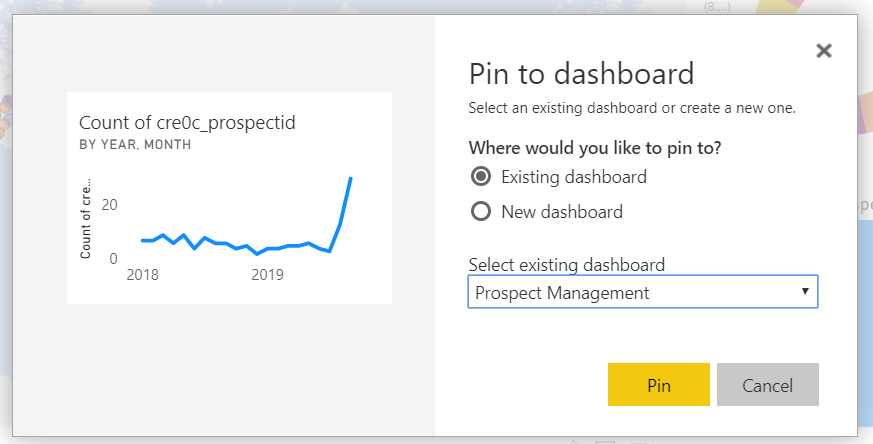 (8....)
Pin to dashboard
Select an existing dashboard or create a new one.
Count of cre0c_prospectid
BY YEAR, MONTH
Where would you like to pin to?
Existing dashboard
New dashboard
Count of cre...
20
0
2018 2019
Select existing dashboard
Prospect Management
Pin Cancel